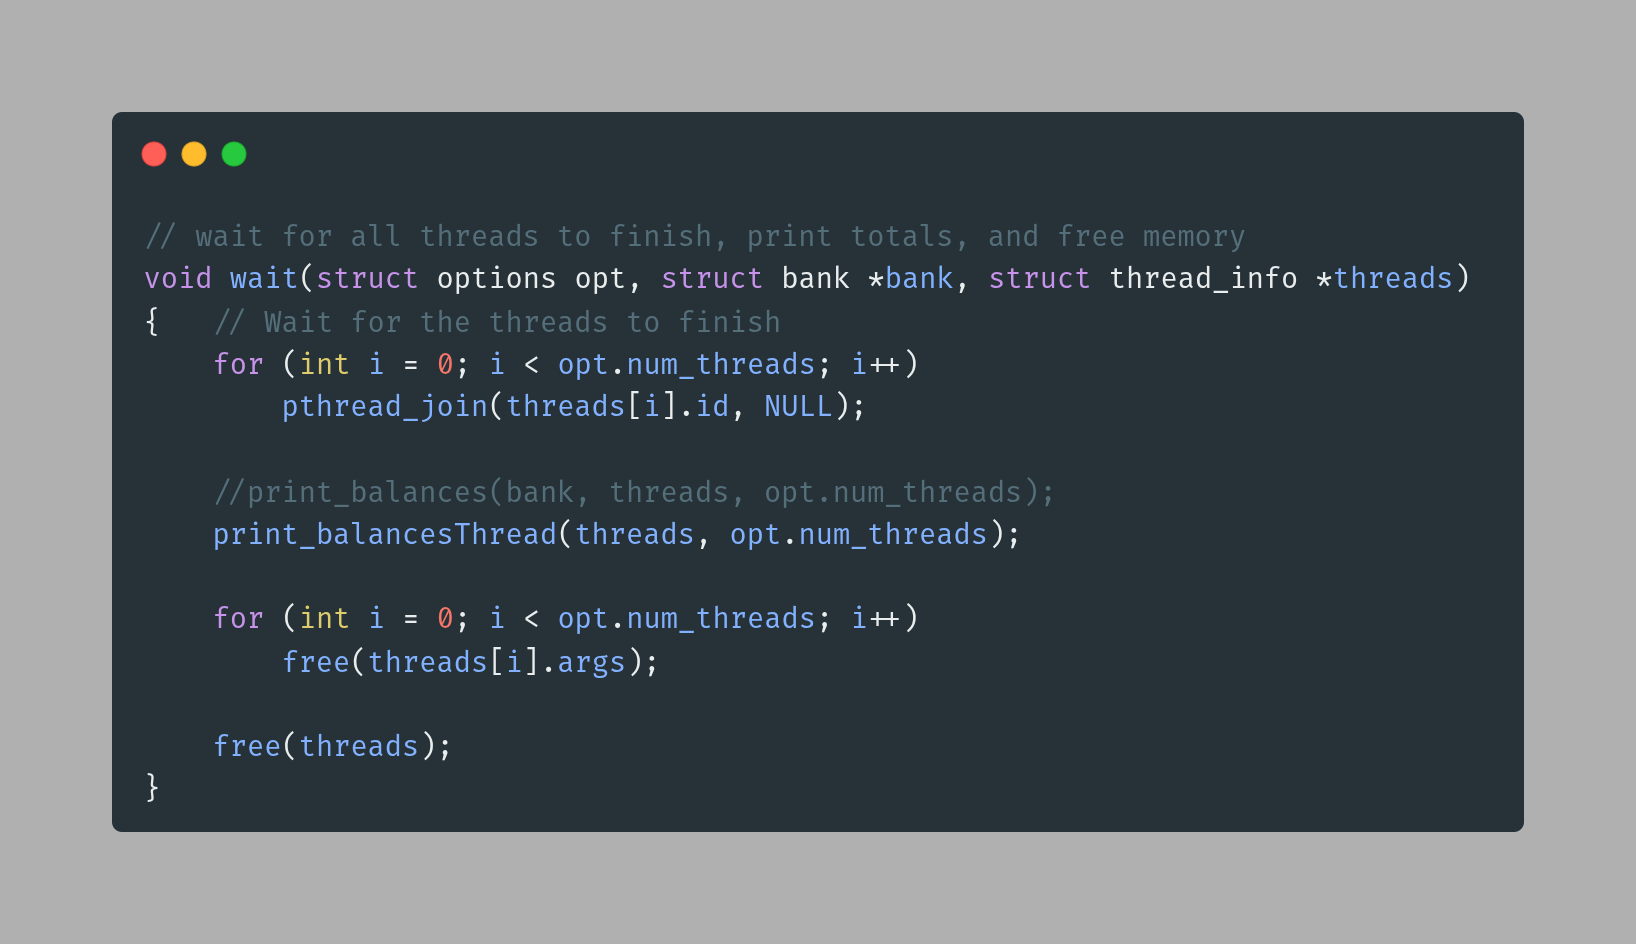 // wait for all threads to finish, print totals, and free memory
void wait(struct options opt, struct bank *bank, struct thread_info *threads)
{   // Wait for the threads to finish
    for (int i = 0; i < opt.num_threads; i++)
        pthread_join(threads[i].id, NULL);

    //print_balances(bank, threads, opt.num_threads);
    print_balancesThread(threads, opt.num_threads);

    for (int i = 0; i < opt.num_threads; i++)
        free(threads[i].args);

    free(threads);
}